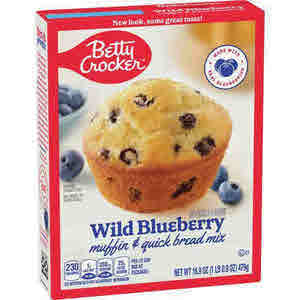 New look, same great taste!
Betty
Crocker
MADE WITH
REAL BLUEBERRIES
Wild Blueberry
muffin & quick bread mix
230
NET WT 16.9 OZ (1 LB 0.9 OZ) 479g